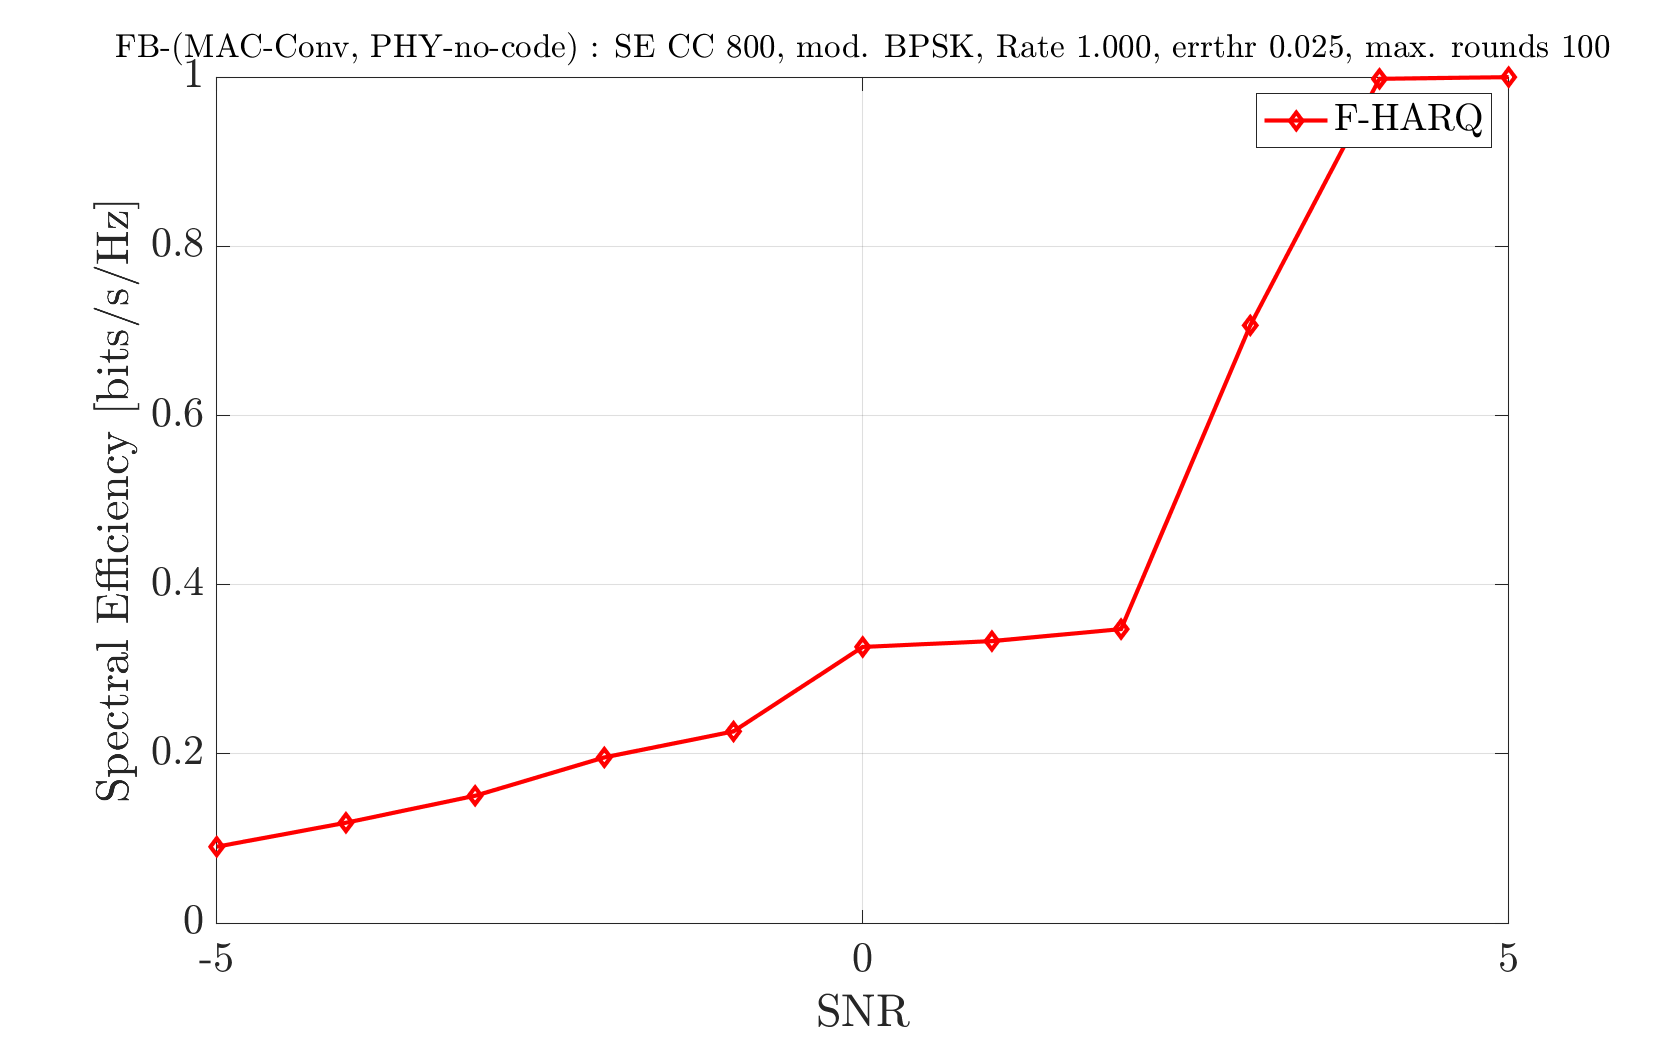 FB-(MAC-Conv, PHY-no-code) : SE CC 800, mod. BPSK, Rate 1.000, errthr 0.025, max. rounds 100
1
F-HARQ
0.8
0.6
0.4
0.2
0
Spectral Efficiency [bits/s/Hz]
-5
0
5
SNR